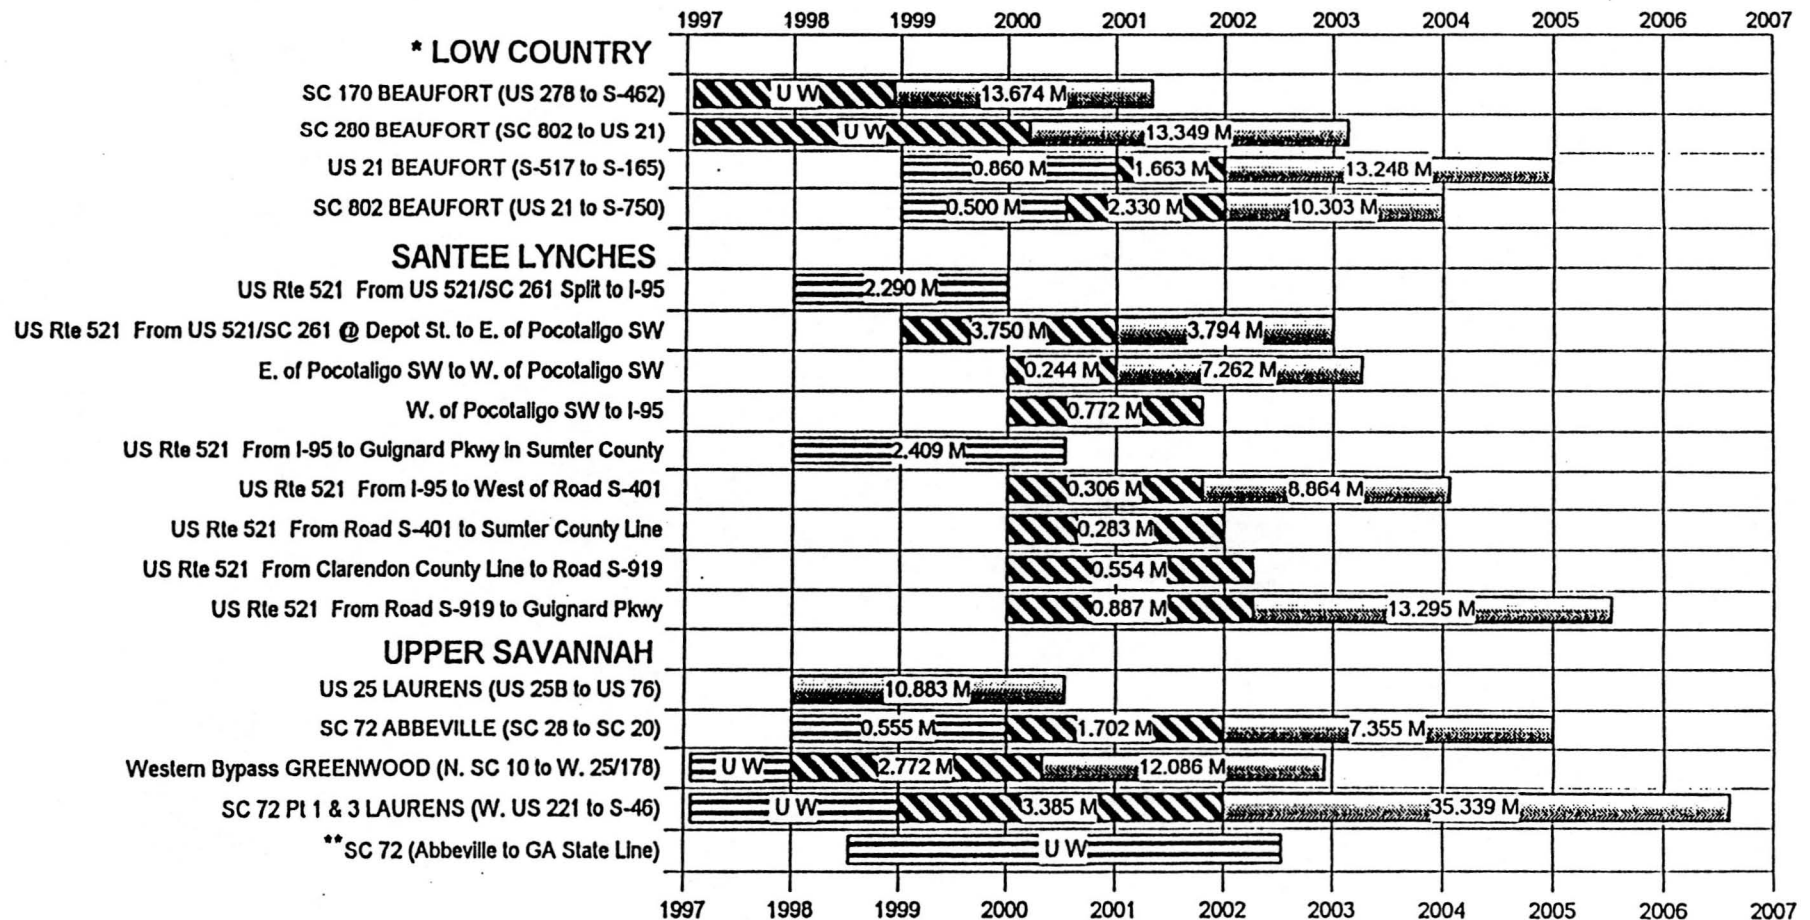 1997 1998 1999 2000 2001 2002 2003 2004 2005 2006 2007
* LOW COUNTRY
SC 170 BEAUFORT (US 278 to S-462) U W 13.674 M
SC 280 BEAUFORT (SC 802 to US 21) U W 13.349 M
US 21 BEAUFORT (S-517 to S-165) 0.860 M 1.663 M 13.248 M
SC 802 BEAUFORT (US 21 to S-750) 0.500 M 2.330 M 10.303 M
SANTEE LYNCHES
US Rte 521 From US 521/SC 261 Split to I-95 2.290 M
US Rte 521 From US 521/SC 261 @ Depot St. to E. of Pocotaligo SW 3.750 M 3.794 M
E. of Pocotaligo SW to W. of Pocotaligo SW 0.244 M 7.262 M
W. of Pocotaligo SW to I-95 0.772 M
US Rte 521 From I-95 to Guignard Pkwy in Sumter County 2.409 M
US Rte 521 From I-95 to West of Road S-401 0.306 M 8.864 M
US Rte 521 From Road S-401 to Sumter County Line 0.283 M
US Rte 521 From Clarendon County Line to Road S-919 0.554 M
US Rte 521 From Road S-919 to Guignard Pkwy 0.887 M 13.295 M
UPPER SAVANNAH
US 25 LAURENS (US 25B to US 76) 10.883 M
SC 72 ABBEVILLE (SC 28 to SC 20) 0.555 M 1.702 M 7.355 M
Western Bypass GREENWOOD (N. SC 10 to W. 25/178) U W 2.772 M 12.086 M
SC 72 Pt 1 & 3 LAURENS (W. US 221 to S-46) U W 3.385 M 35.339 M
**SC 72 (Abbeville to GA State Line) U W
1997 1998 1999 2000 2001 2002 2003 2004 2005 2006 2007